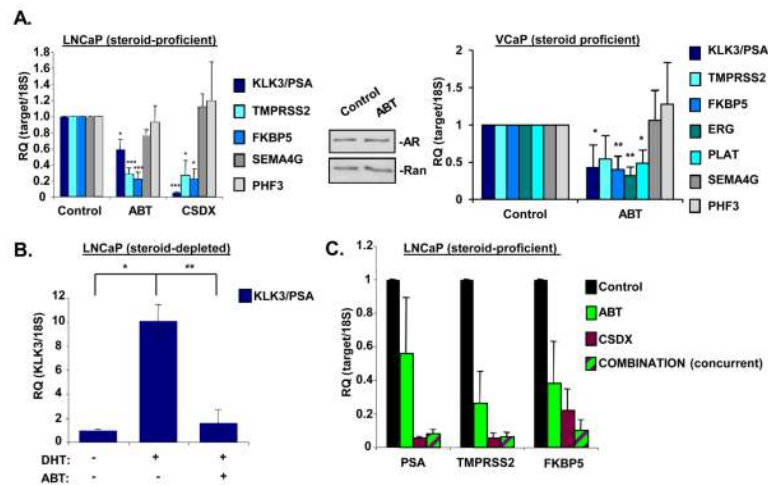 A.
LNCaP (steroid-proficient)
RQ (target/18S)
1.8
1.6
1.4
1.2
1.0
0.8
0.6
0.4
0.2
0
* *** *** *** * *
Control ABT CSDX
KLK3/PSA
TMPRSS2
FKBP5
SEMA4G
PHF3
Control ABT
-AR
-Ran
VCaP (steroid proficient)
RQ (target/18S)
2
1.5
1
0.5
0
* ** ** *
Control ABT
KLK3/PSA
TMPRSS2
FKBP5
ERG
PLAT
SEMA4G
PHF3
B.
LNCaP (steroid-depleted)
* **
KLK3/PSA
RQ (KLK3/18S)
12
10
8
6
4
2
0
DHT: - + +
ABT: - - +
C.
LNCaP (steroid-proficient)
RQ (target/18S)
1.2
1
0.8
0.6
0.4
0.2
0
PSA TMPRSS2 FKBP5
Control
ABT
CSDX
COMBINATION (concurrent)